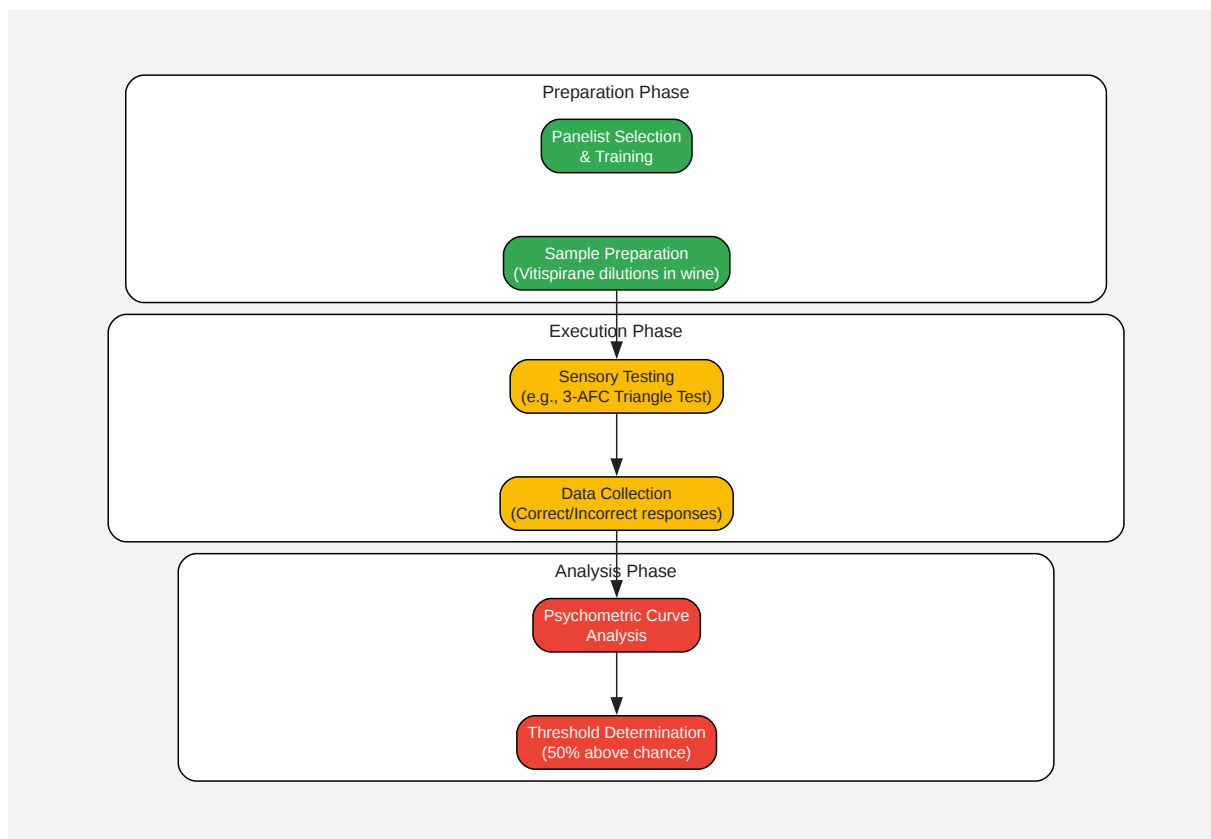 Preparation Phase
Panelist Selection
& Training
Sample Preparation
(Vitispirane dilutions in wine)
Execution Phase
Sensory Testing
(e.g., 3-AFC Triangle Test)
Data Collection
(Correct/Incorrect responses)
Analysis Phase
Psychometric Curve
Analysis
Threshold Determination
(50% above chance)